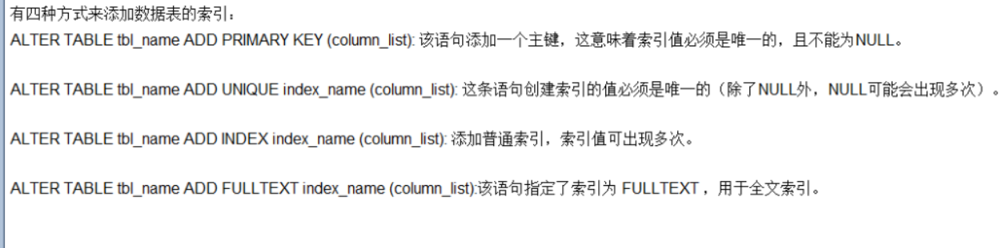 有四种方式来添加数据表的索引：
ALTER TABLE tbl_name ADD PRIMARY KEY (column_list): 该语句添加一个主键，这意味着索引值必须是唯一的，且不能为NULL。
ALTER TABLE tbl_name ADD UNIQUE index_name (column_list): 这条语句创建索引的值必须是唯一的（除了NULL外，NULL可能会出现多次）。
ALTER TABLE tbl_name ADD INDEX index_name (column_list): 添加普通索引，索引值可出现多次。
ALTER TABLE tbl_name ADD FULLTEXT index_name (column_list):该语句指定了索引为 FULLTEXT ，用于全文索引。